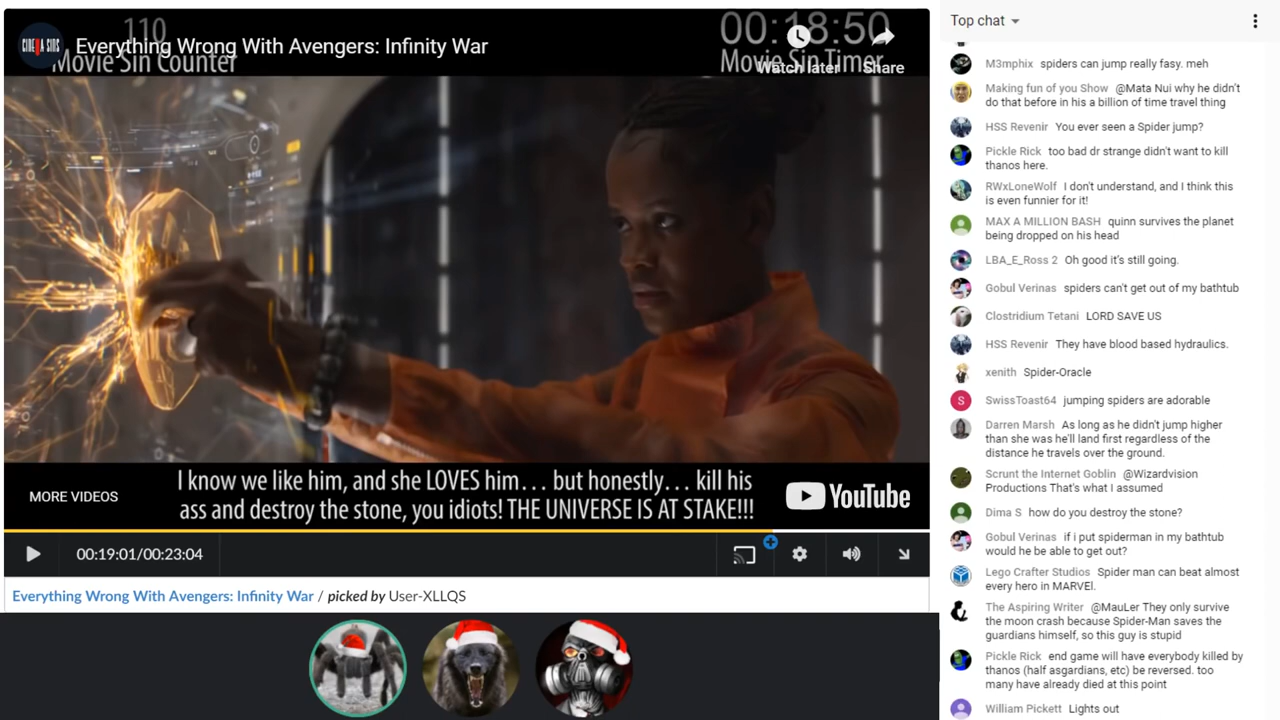 110
Movie Sin Counter
CINEMA SINS
Everything Wrong With Avengers: Infinity War
00:18:50
Movie Sin Timer
Watch later
Share
I know we like him, and she LOVES him... but honestly... kill his
ass and destroy the stone, you idiots! THE UNIVERSE IS AT STAKE!!!
MORE VIDEOS
YouTube
00:19:01/00:23:04
Everything Wrong With Avengers: Infinity War / picked by User-XLLQS
Top chat
M3mphix spiders can jump really fasy. meh
Making fun of you Show @Mata Nui why he didn't
do that before in his a billion of time travel thing
HSS Revenir You ever seen a Spider jump?
Pickle Rick too bad dr strange didn't want to kill
thanos here.
RWxLoneWolf I don't understand, and I think this
is even funnier for it!
MAX A MILLION BASH quinn survives the planet
being dropped on his head
LBA_E_Ross 2 Oh good it's still going.
Gobul Verinas spiders can't get out of my bathtub
Clostridium Tetani LORD SAVE US
HSS Revenir They have blood based hydraulics.
xenith Spider-Oracle
S
SwissToast64 jumping spiders are adorable
Darren Marsh As long as he didn't jump higher
than she was he'll land first regardless of the
distance he travels over the ground.
Scrunt the Internet Goblin @Wizardvision
Productions That's what I assumed
Dima S how do you destroy the stone?
Gobul Verinas if i put spiderman in my bathtub
would he be able to get out?
Lego Crafter Studios Spider man can beat almost
every hero in MARVEl.
The Aspiring Writer @MauLer They only survive
the moon crash because Spider-Man saves the
guardians himself, so this guy is stupid
Pickle Rick end game will have everybody killed by
thanos (half asgardians, etc) be reversed. too
many have already died at this point
William Pickett Lights out